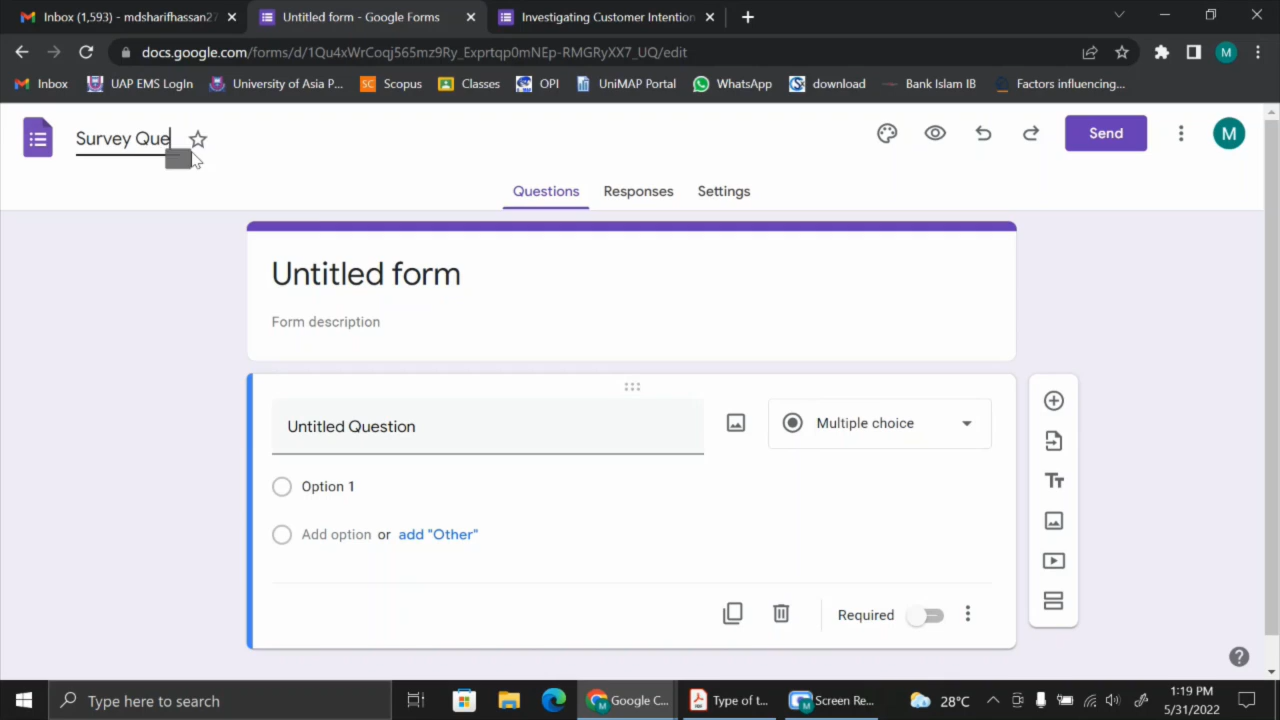 Inbox (1,593) - mdsharifhassan27
Untitled form - Google Forms
Investigating Customer Intention
docs.google.com/forms/d/1Qu4xWrCoqj565mz9Ry_Exprtqp0mNEp-RMGRyXX7_UQ/edit
M
Inbox
UAP EMS LogIn
University of Asia P...
SC
Scopus
Classes
OPI
UniMAP Portal
WhatsApp
download
Bank Islam IB
Factors influencing...
Survey Que
Send
M
Questions
Responses
Settings
Untitled form
Form description
Untitled Question
Multiple choice
Option 1
Add option or add "Other"
Required
Type here to search
Google C...
Type of t...
Screen Re...
28°C
1:19 PM
5/31/2022